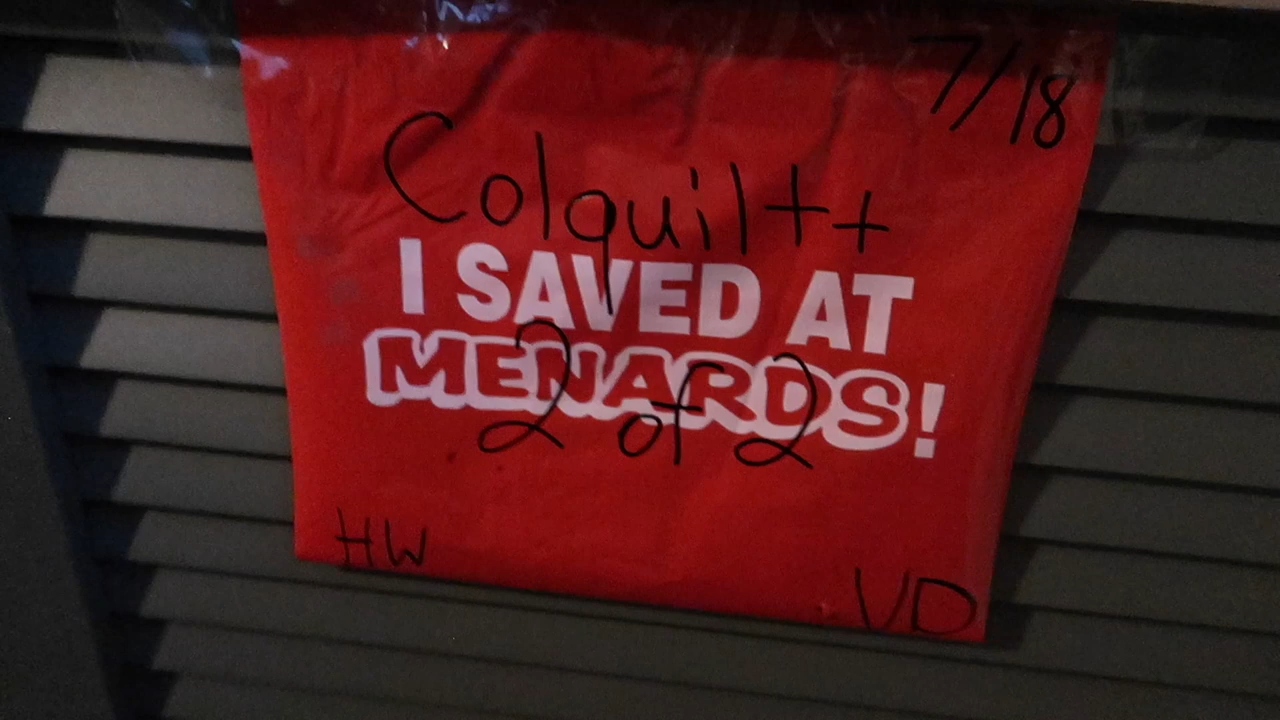 7/18
Colquitt
I SAVED AT
MENARDS!
2 of 2
HW
VD